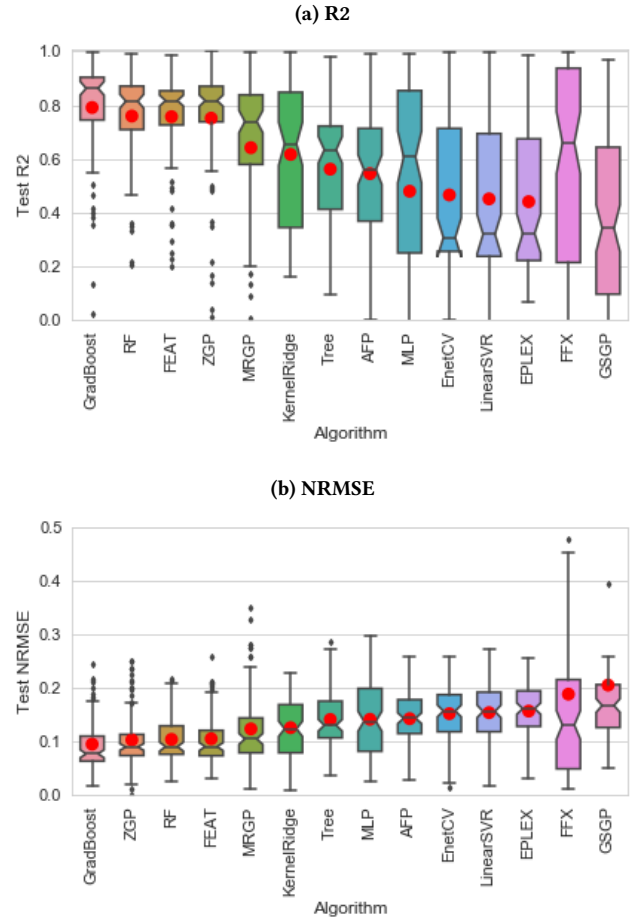 (a) R2
1.0
0.8
0.6
0.4
0.2
0.0
Test R2
GradBoost
RF
FEAT
ZGP
MRGP
KernelRidge
Tree
AFP
MLP
EnetCV
LinearSVR
EPLEX
FFX
GSGP
Algorithm
(b) NRMSE
0.5
0.4
0.3
0.2
0.1
0.0
Test NRMSE
GradBoost
ZGP
RF
FEAT
MRGP
KernelRidge
Tree
MLP
AFP
EnetCV
LinearSVR
EPLEX
FFX
GSGP
Algorithm